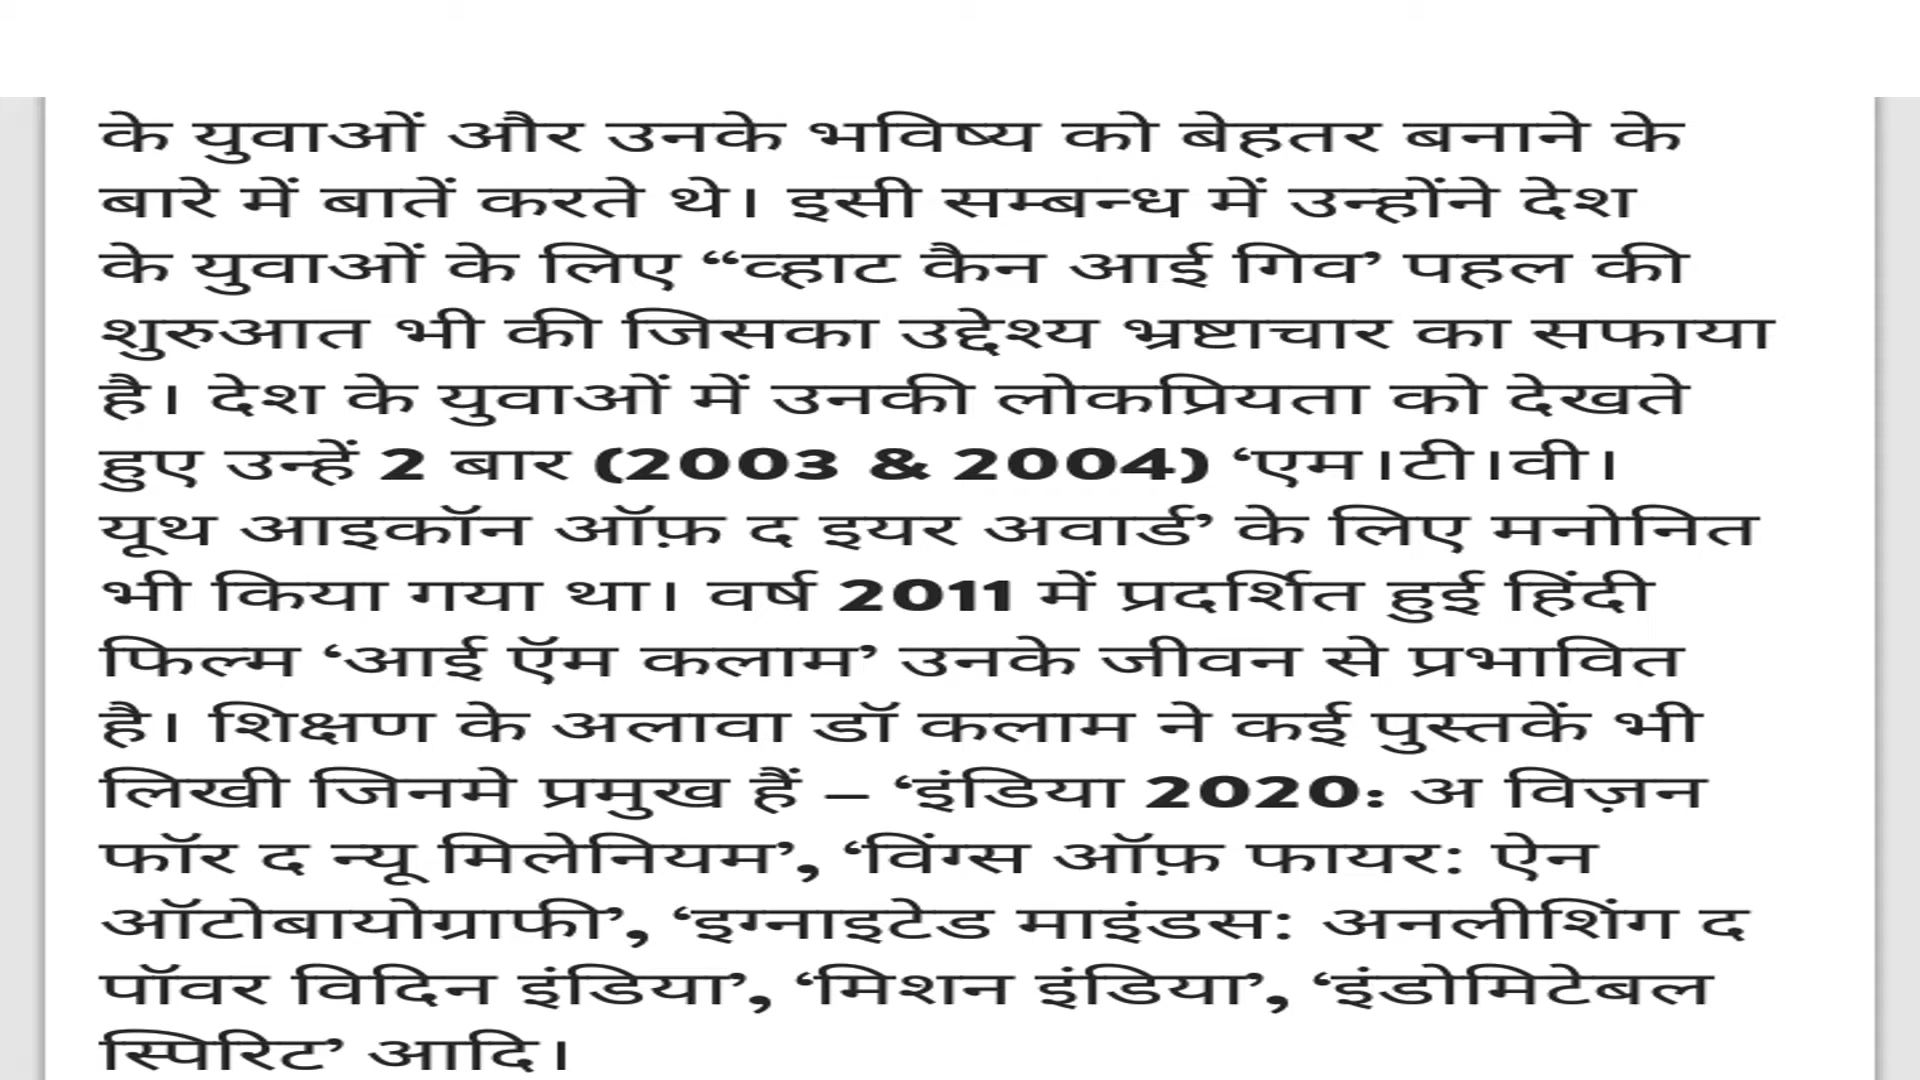 के युवाओं और उनके भविष्य को बेहतर बनाने के
बारे में बातें करते थे। इसी सम्बन्ध में उन्होंने देश
के युवाओं के लिए “व्हाट कैन आई गिव’ पहल की
शुरुआत भी की जिसका उद्देश्य भ्रष्टाचार का सफाया
है। देश के युवाओं में उनकी लोकप्रियता को देखते
हुए उन्हें 2 बार (2003 & 2004) ‘एम।टी।वी।
यूथ आइकॉन ऑफ़ द इयर अवार्ड’ के लिए मनोनित
भी किया गया था। वर्ष 2011 में प्रदर्शित हुई हिंदी
फिल्म ‘आई ऍम कलाम’ उनके जीवन से प्रभावित
है। शिक्षण के अलावा डॉ कलाम ने कई पुस्तकें भी
लिखी जिनमे प्रमुख हैं – ‘इंडिया 2020: अ विज़न
फॉर द न्यू मिलेनियम’, ‘विंग्स ऑफ़ फायर: ऐन
ऑटोबायोग्राफी’, ‘इग्नाइटेड माइंडस: अनलीशिंग द
पॉवर विदिन इंडिया’, ‘मिशन इंडिया’, ‘इंडोमिटेबल
स्पिरिट’ आदि।